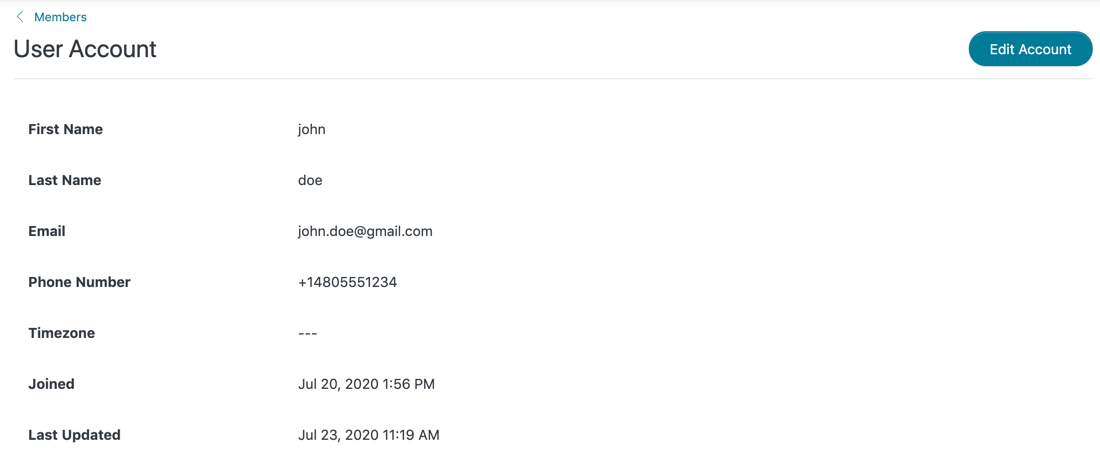 Members
User Account
Edit Account
First Name john
Last Name doe
Email john.doe@gmail.com
Phone Number +14805551234
Timezone ---
Joined Jul 20, 2020 1:56 PM
Last Updated Jul 23, 2020 11:19 AM